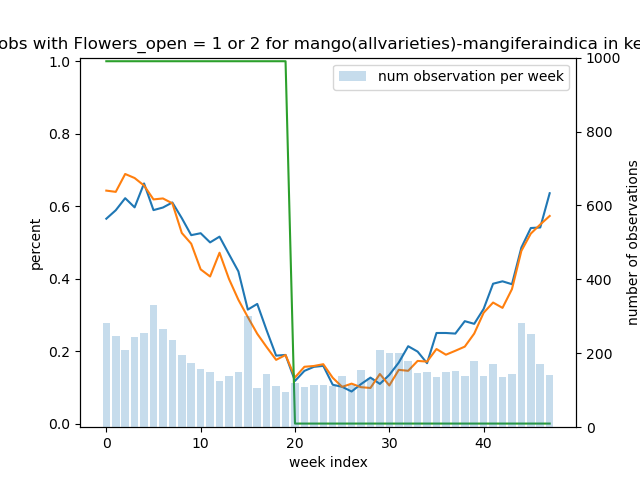 obs with Flowers_open = 1 or 2 for mango(allvarieties)-mangiferaindica in ke
num observation per week
percent
1.0
0.8
0.6
0.4
0.2
0.0
1000
800
600
400
200
0
number of observations
0 10 20 30 40
week index